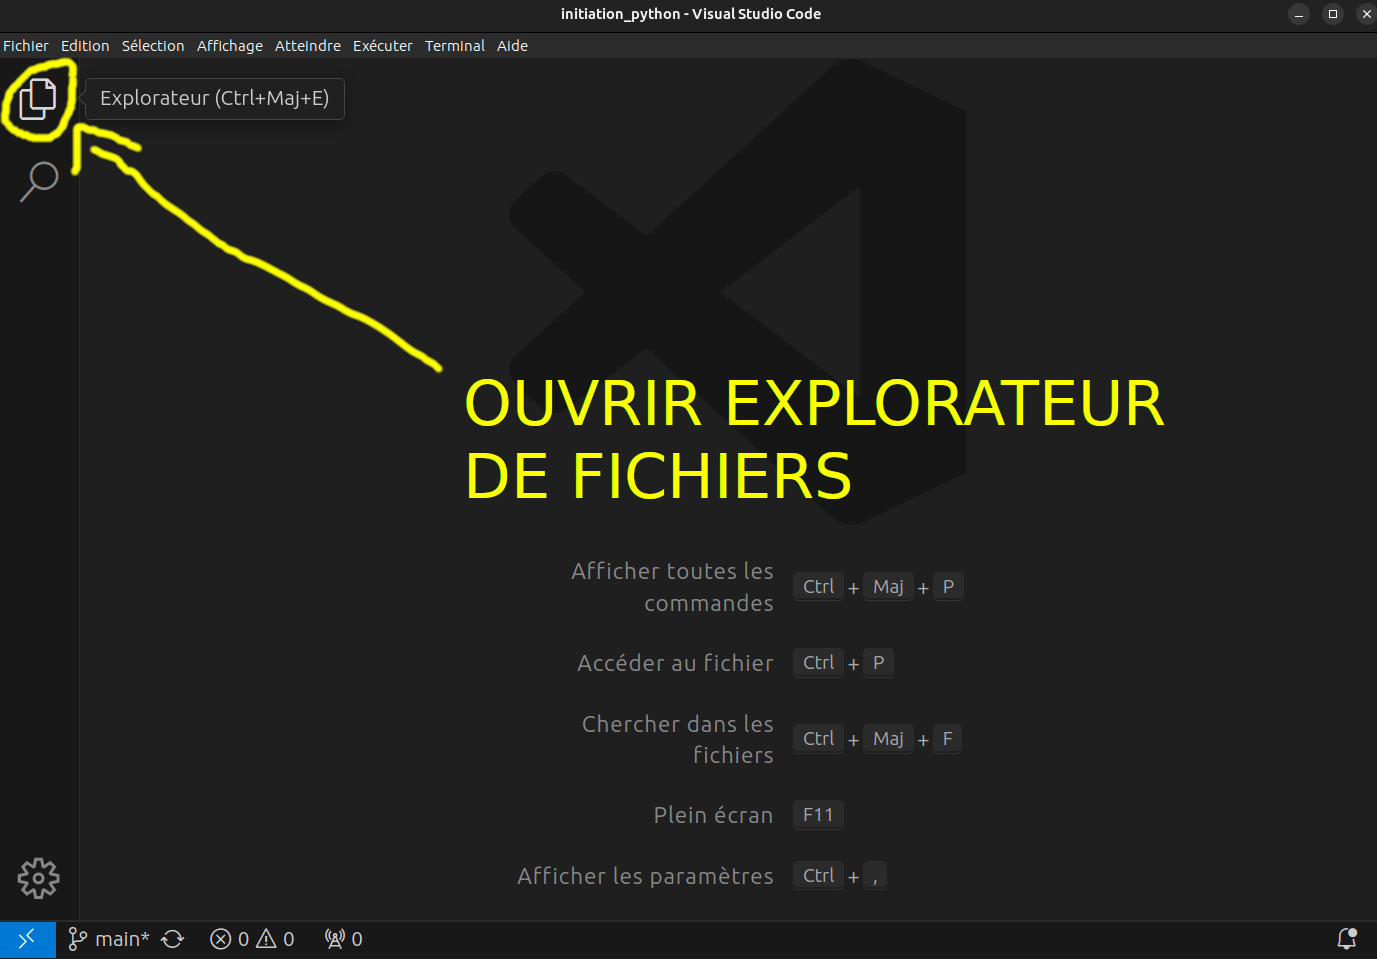 initiation_python - Visual Studio Code
Fichier Edition Sélection Affichage Atteindre Exécuter Terminal Aide
Explorateur (Ctrl+Maj+E)
OUVRIR EXPLORATEUR
DE FICHIERS
Afficher toutes les
commandes
Ctrl + Maj + P
Accéder au fichier Ctrl + P
Chercher dans les
fichiers
Ctrl + Maj + F
Plein écran F11
Afficher les paramètres Ctrl + ,
main* 0 0 0